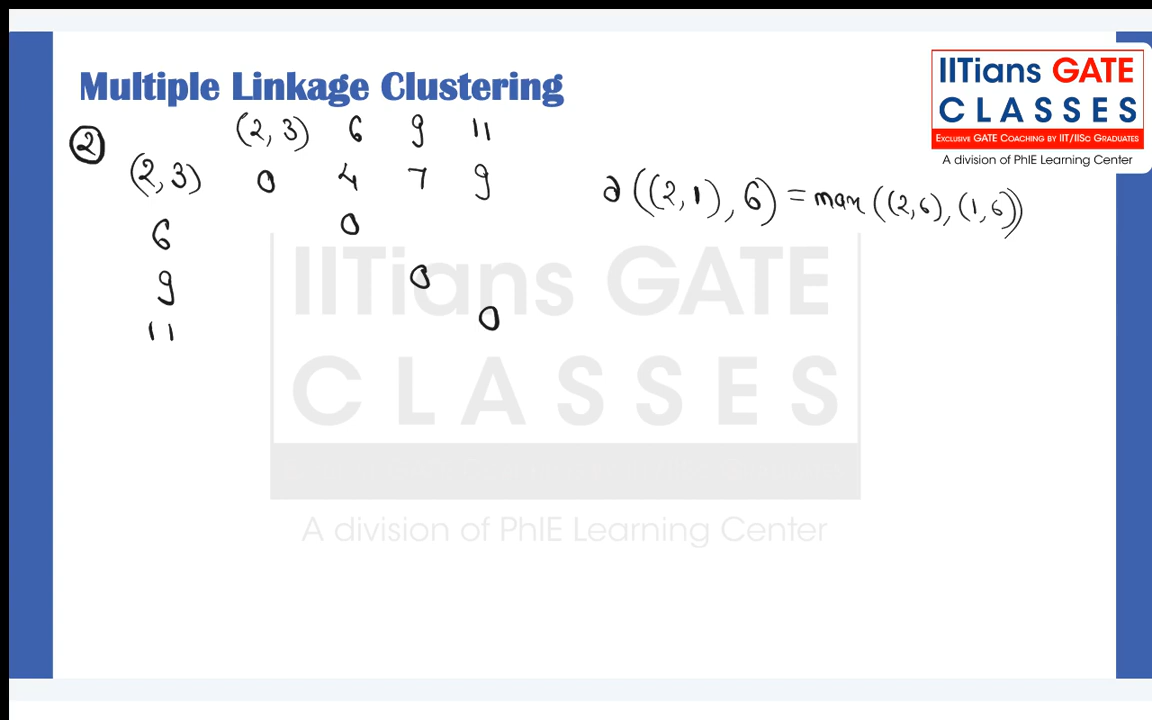 Multiple Linkage Clustering
IITians GATE
CLASSES
EXCLUSIVE GATE COACHING BY IIT/IISc GRADUATES
A division of PhIE Learning Center
2
(2,3) 6 9 11
(2,3) 0 4 7 9
∂((2,1),6) = max((2,6),(1,6))
6 0
9 0
11 0
IITians GATE
CLASSES
A division of PhIE Learning Center